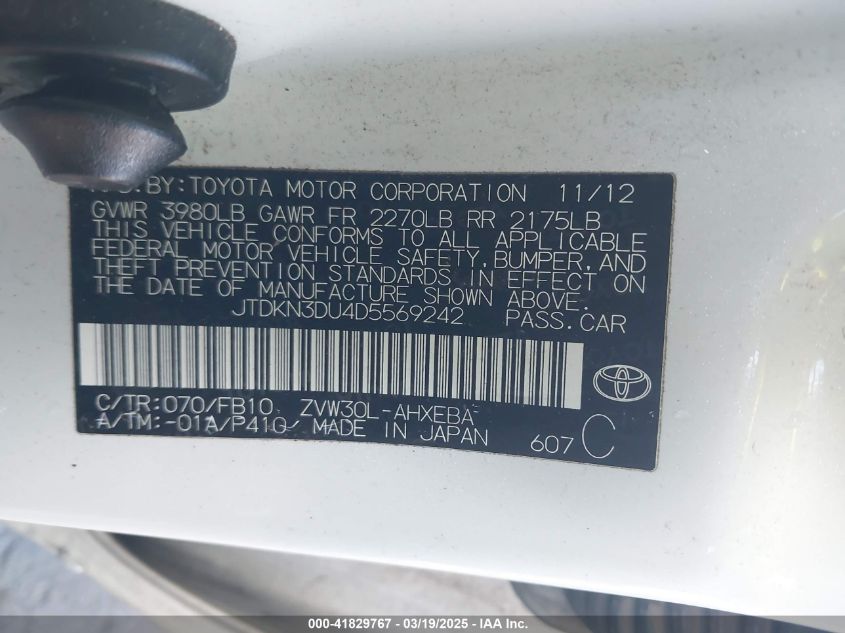 BY: TOYOTA MOTOR CORPORATION 11/12
GVWR 3980LB GAWR FR 2270LB RR 2175LB
THIS VEHICLE CONFORMS TO ALL APPLICABLE
FEDERAL MOTOR VEHICLE SAFETY, BUMPER, AND
THEFT PREVENTION STANDARDS IN EFFECT ON
THE DATE OF MANUFACTURE SHOWN ABOVE.
JTDKN3DU4D5569242 PASS.CAR
C/TR:070/FB10 ZVW30L-AHXEBA
A/TM:-01A/P41G/ MADE IN JAPAN 607 C
000-41829767 - 03/19/2025 - IAA Inc.